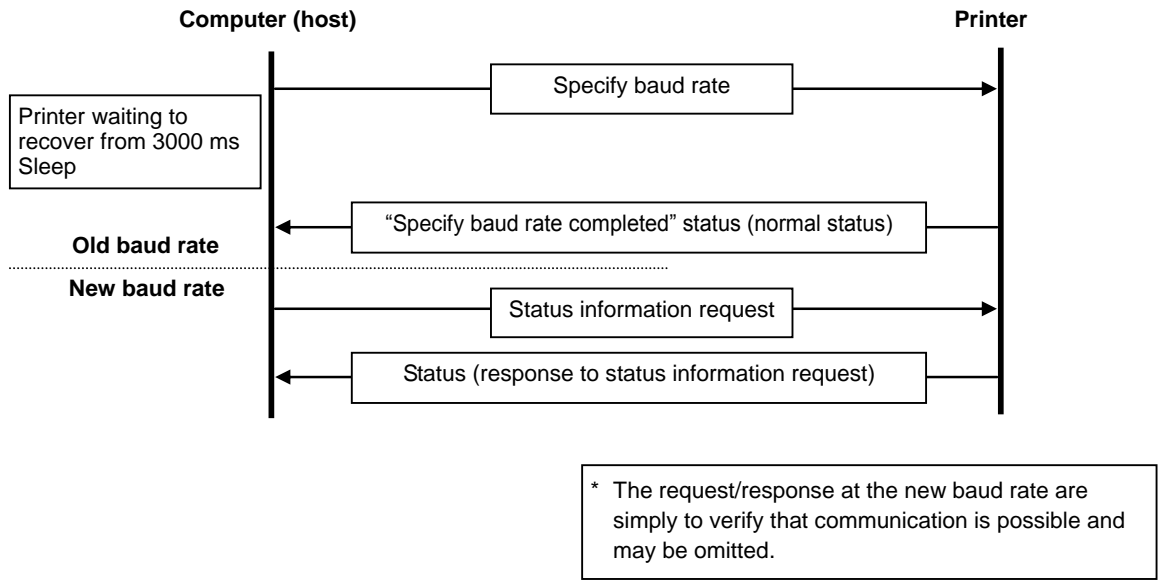 Computer (host)
Printer
Specify baud rate
Printer waiting to
recover from 3000 ms
Sleep
“Specify baud rate completed” status (normal status)
Old baud rate
New baud rate
Status information request
Status (response to status information request)
* The request/response at the new baud rate are
simply to verify that communication is possible and
may be omitted.